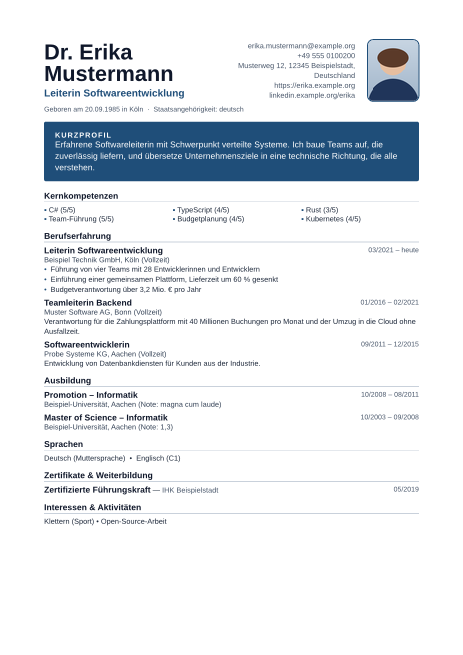 Dr. Erika
Mustermann
Leiterin Softwareentwicklung
erika.mustermann@example.org
+49 555 0100200
Musterweg 12, 12345 Beispielstadt,
Deutschland
https://erika.example.org
linkedin.example.org/erika
Geboren am 20.09.1985 in Köln · Staatsangehörigkeit: deutsch
KURZPROFIL
Erfahrene Softwareleiterin mit Schwerpunkt verteilte Systeme. Ich baue Teams auf, die
zuverlässig liefern, und übersetze Unternehmensziele in eine technische Richtung, die alle
verstehen.
Kernkompetenzen
• C# (5/5) • TypeScript (4/5) • Rust (3/5)
• Team-Führung (5/5) • Budgetplanung (4/5) • Kubernetes (4/5)
Berufserfahrung
Leiterin Softwareentwicklung 03/2021 – heute
Beispiel Technik GmbH, Köln (Vollzeit)
• Führung von vier Teams mit 28 Entwicklerinnen und Entwicklern
• Einführung einer gemeinsamen Plattform, Lieferzeit um 60 % gesenkt
• Budgetverantwortung über 3,2 Mio. € pro Jahr
Teamleiterin Backend 01/2016 – 02/2021
Muster Software AG, Bonn (Vollzeit)
Verantwortung für die Zahlungsplattform mit 40 Millionen Buchungen pro Monat und der Umzug in die Cloud ohne
Ausfallzeit.
Softwareentwicklerin 09/2011 – 12/2015
Probe Systeme KG, Aachen (Vollzeit)
Entwicklung von Datenbankdiensten für Kunden aus der Industrie.
Ausbildung
Promotion – Informatik 10/2008 – 08/2011
Beispiel-Universität, Aachen (Note: magna cum laude)
Master of Science – Informatik 10/2003 – 09/2008
Beispiel-Universität, Aachen (Note: 1,3)
Sprachen
Deutsch (Muttersprache) • Englisch (C1)
Zertifikate & Weiterbildung
Zertifizierte Führungskraft — IHK Beispielstadt 05/2019
Interessen & Aktivitäten
Klettern (Sport) • Open-Source-Arbeit